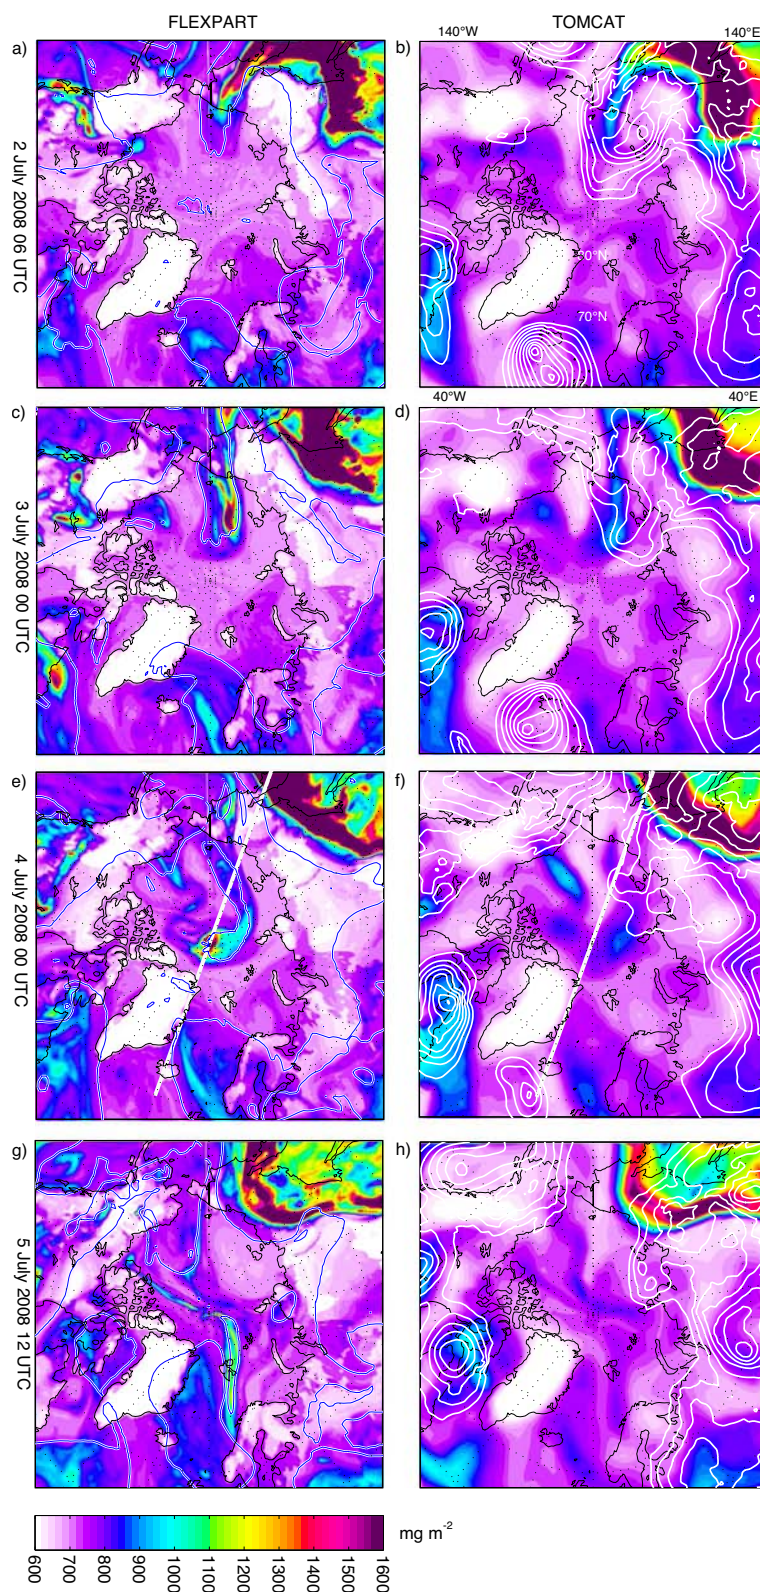 FLEXPART
TOMCAT
140°W
140°E
a)
b)
2 July 2008 06 UTC
70°N
40°W
40°E
c)
d)
3 July 2008 00 UTC
e)
f)
4 July 2008 00 UTC
g)
h)
5 July 2008 12 UTC
mg m⁻²
600
700
800
900
1000
1100
1200
1300
1400
1500
1600